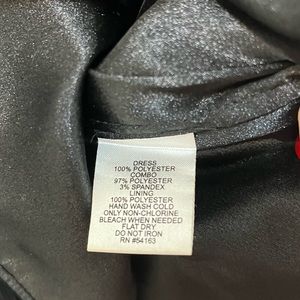 DRESS
100% POLYESTER
COMBO
97% POLYESTER
3% SPANDEX
LINING
100% POLYESTER
HAND WASH COLD
ONLY NON-CHLORINE
BLEACH WHEN NEEDED
FLAT DRY
DO NOT IRON
RN #54163